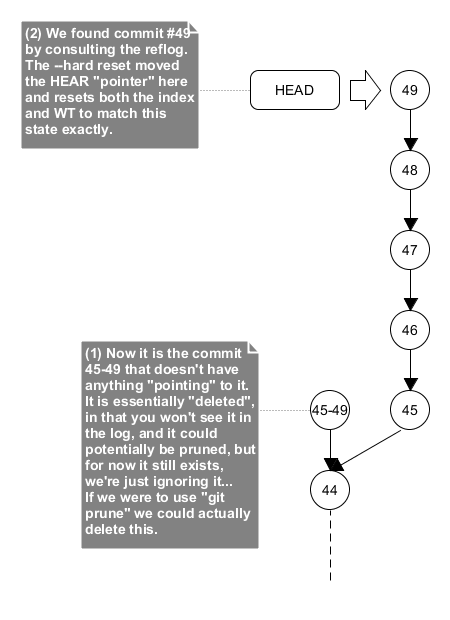 (2) We found commit #49
by consulting the reflog.
The --hard reset moved
the HEAR "pointer" here
and resets both the index
and WT to match this
state exactly.
HEAD
49
48
47
46
(1) Now it is the commit
45-49 that doesn't have
anything "pointing" to it.
It is essentially "deleted",
in that you won't see it in
the log, and it could
potentially be pruned, but
for now it still exists,
we're just ignoring it...
If we were to use "git
prune" we could actually
delete this.
45-49
45
44